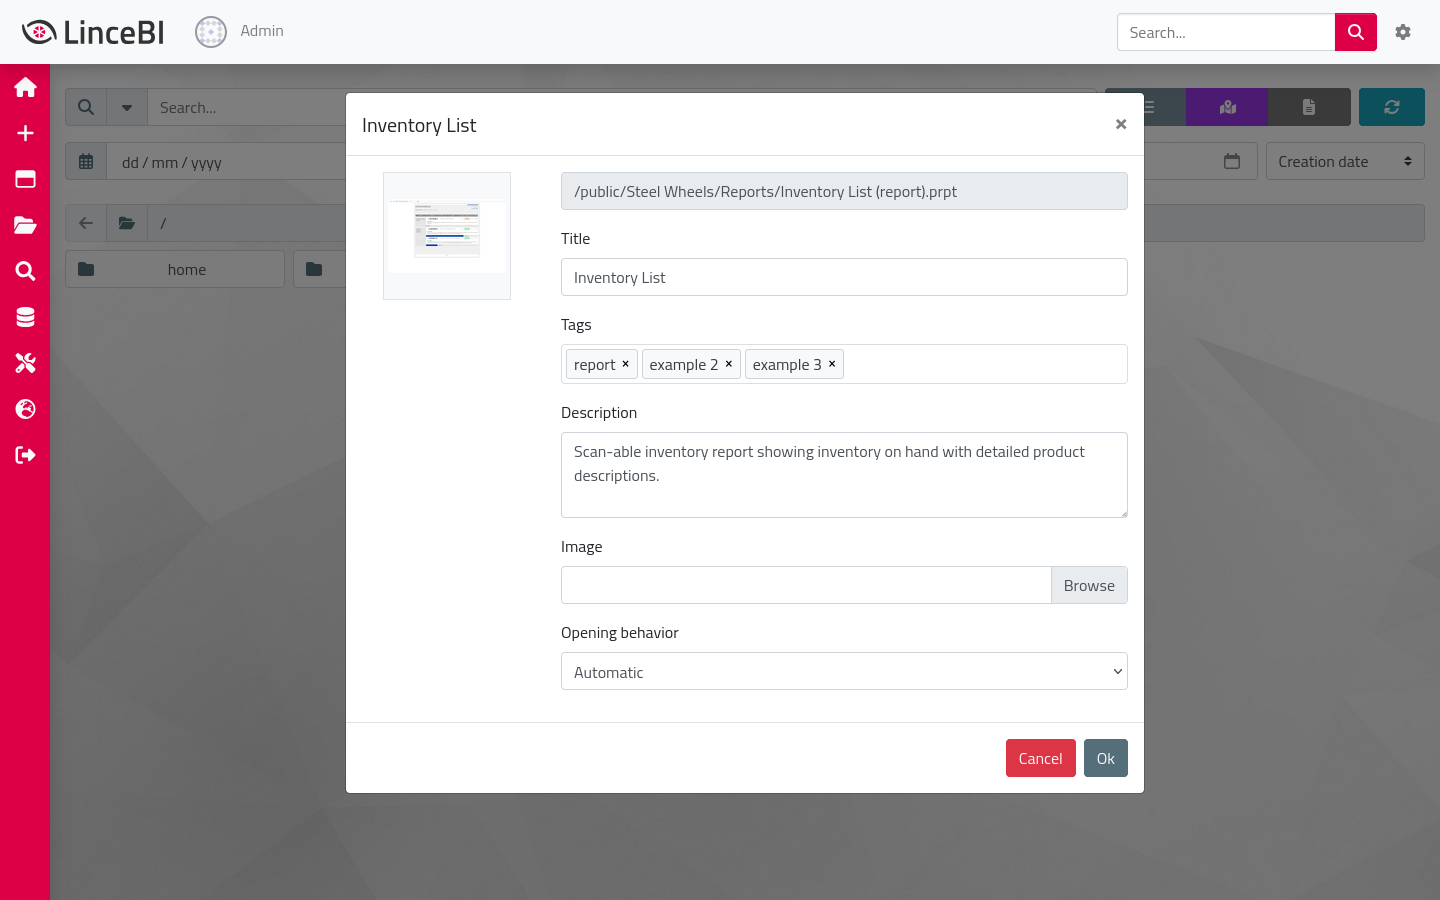 LinceBI
Admin
Search...
Search...
dd / mm / yyyy
Creation date
/
home
Inventory List
×
/public/Steel Wheels/Reports/Inventory List (report).prpt
Title
Inventory List
Tags
report × example 2 × example 3 ×
Description
Scan-able inventory report showing inventory on hand with detailed product
descriptions.
Image
Browse
Opening behavior
Automatic
Cancel Ok